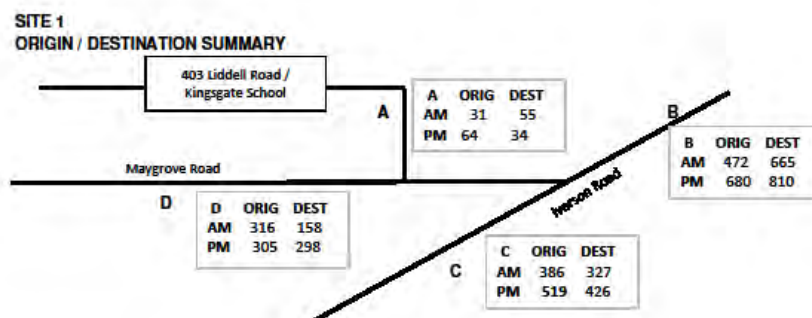 SITE 1
ORIGIN / DESTINATION SUMMARY
403 Liddell Road /
Kingsgate School
A
A ORIG DEST
AM 31 55
PM 64 34
B
B ORIG DEST
AM 472 665
PM 680 810
Maygrove Road
Iverson Road
D
D ORIG DEST
AM 316 158
PM 305 298
C
C ORIG DEST
AM 386 327
PM 519 426